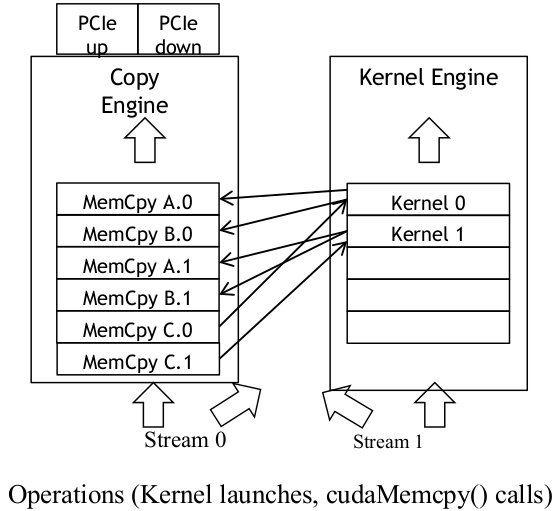 PCIe
up
PCIe
down
Copy
Engine
Kernel Engine
MemCpy A.0
MemCpy B.0
MemCpy A.1
MemCpy B.1
MemCpy C.0
MemCpy C.1
Kernel 0
Kernel 1
Stream 0
Stream 1
Operations (Kernel launches, cudaMemcpy() calls)